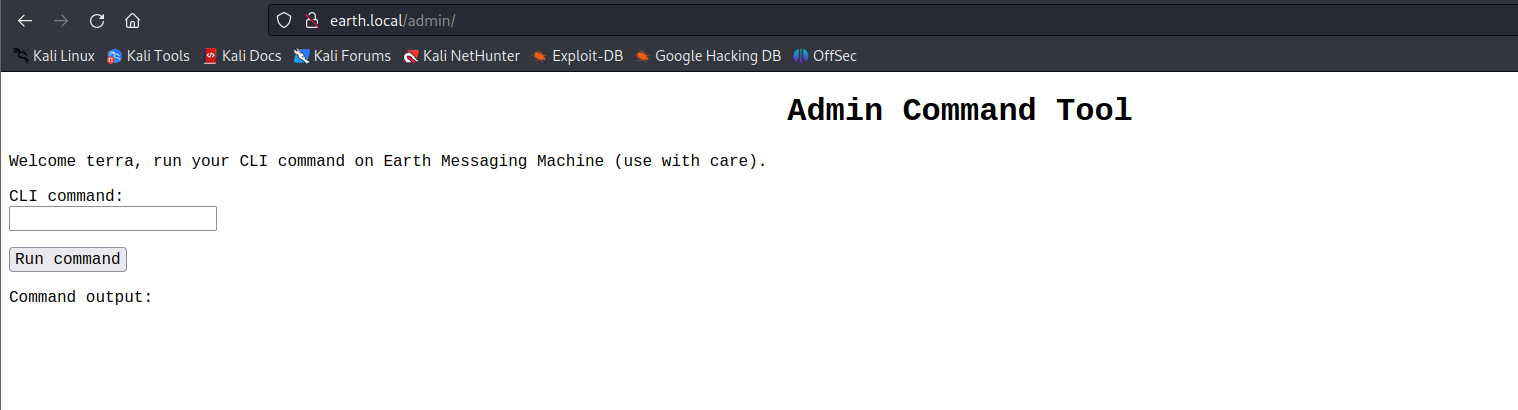 earth.local/admin/
Kali Linux Kali Tools Kali Docs Kali Forums Kali NetHunter Exploit-DB Google Hacking DB OffSec
Admin Command Tool
Welcome terra, run your CLI command on Earth Messaging Machine (use with care).
CLI command:
Run command
Command output: